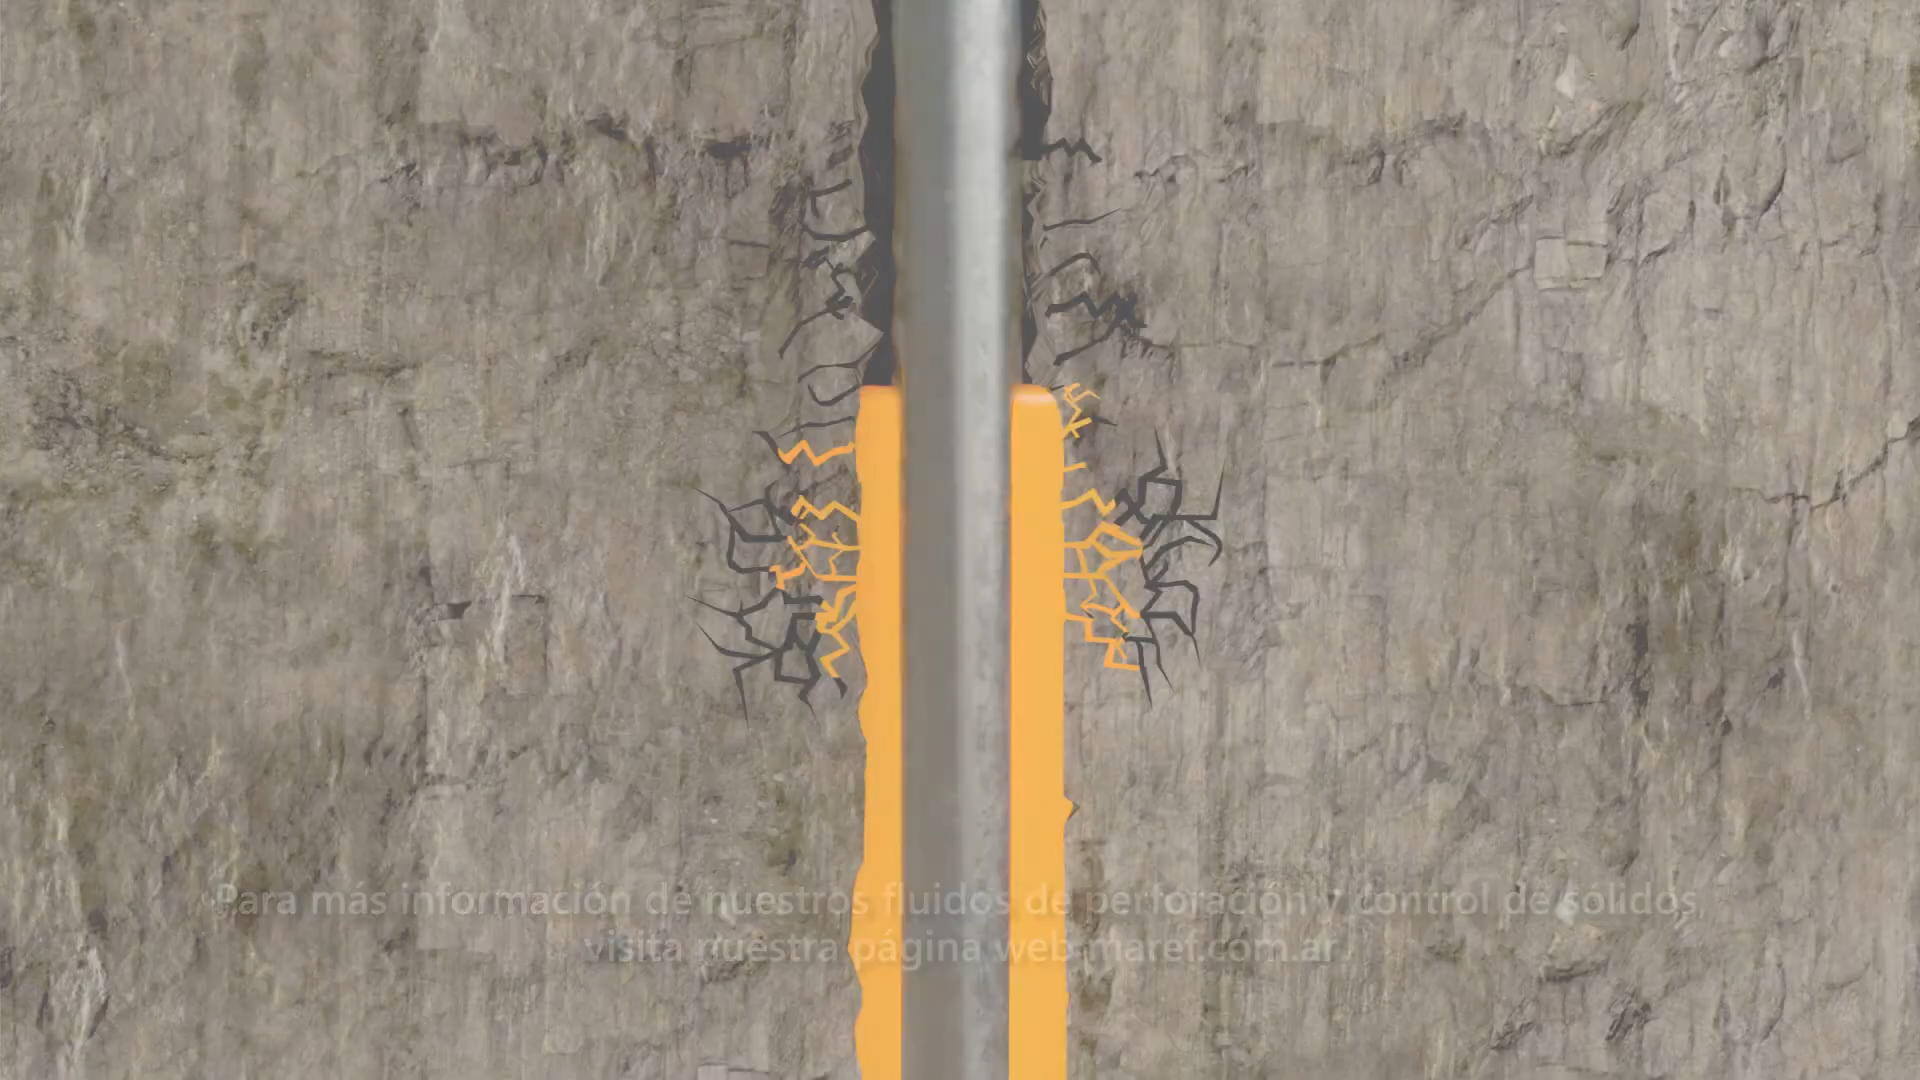 Para más información de nuestros fluidos de perforación y control de sólidos,
visita nuestra página web maref.com.ar